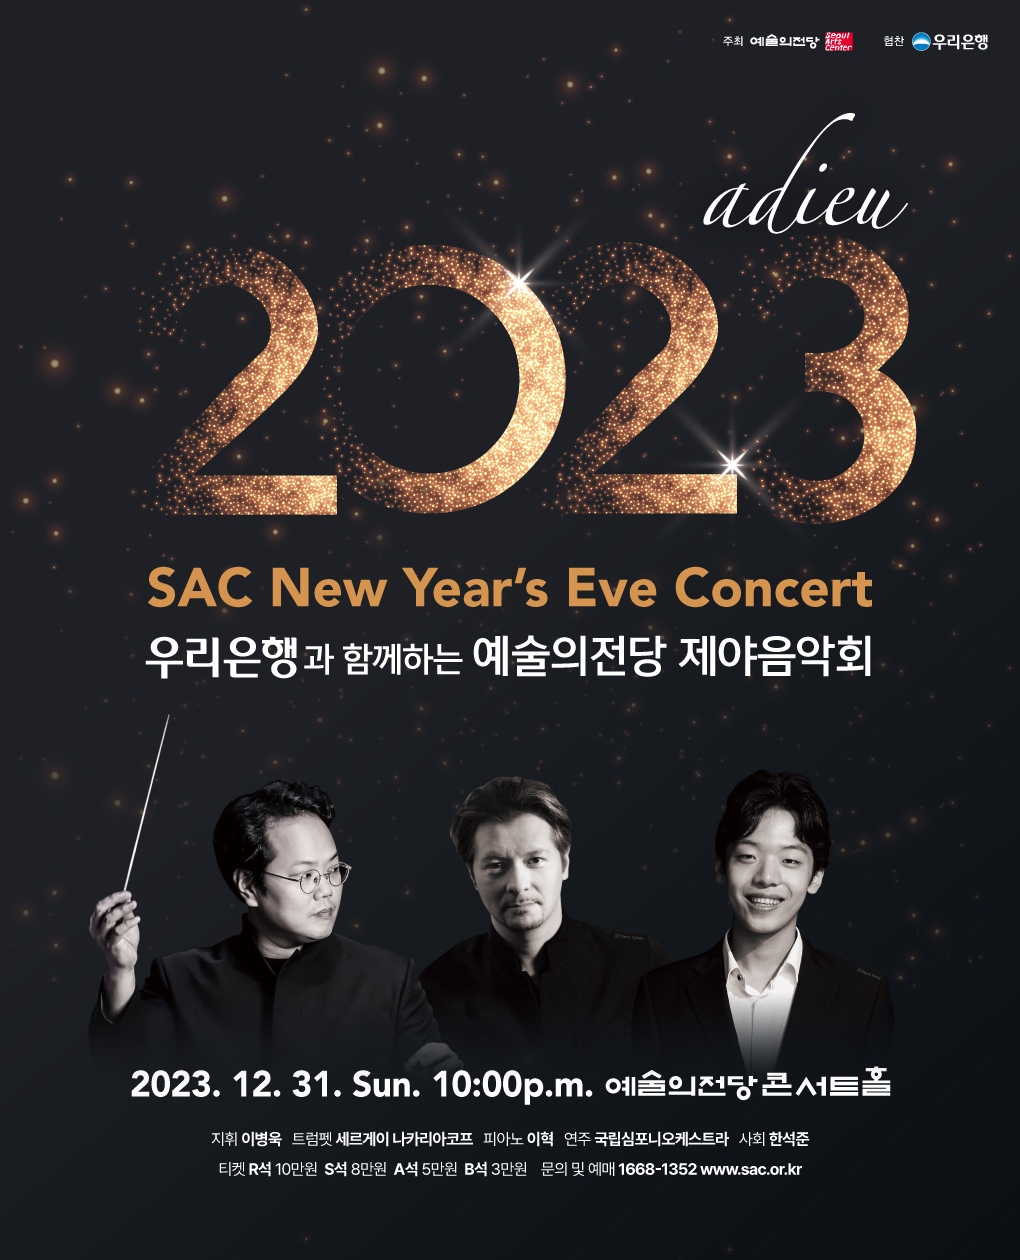 주최 예술의전당 Seoul Arts Center 협찬 우리은행
adieu
2023
SAC New Year's Eve Concert
우리은행과 함께하는 예술의전당 제야음악회
2023. 12. 31. Sun. 10:00p.m. 예술의전당 콘서트홀
지휘 이병욱 트럼펫 세르게이 나카리아코프 피아노 이혁 연주 국립심포니오케스트라 사회 한석준
티켓 R석 10만원 S석 8만원 A석 5만원 B석 3만원 문의 및 예매 1668-1352 www.sac.or.kr